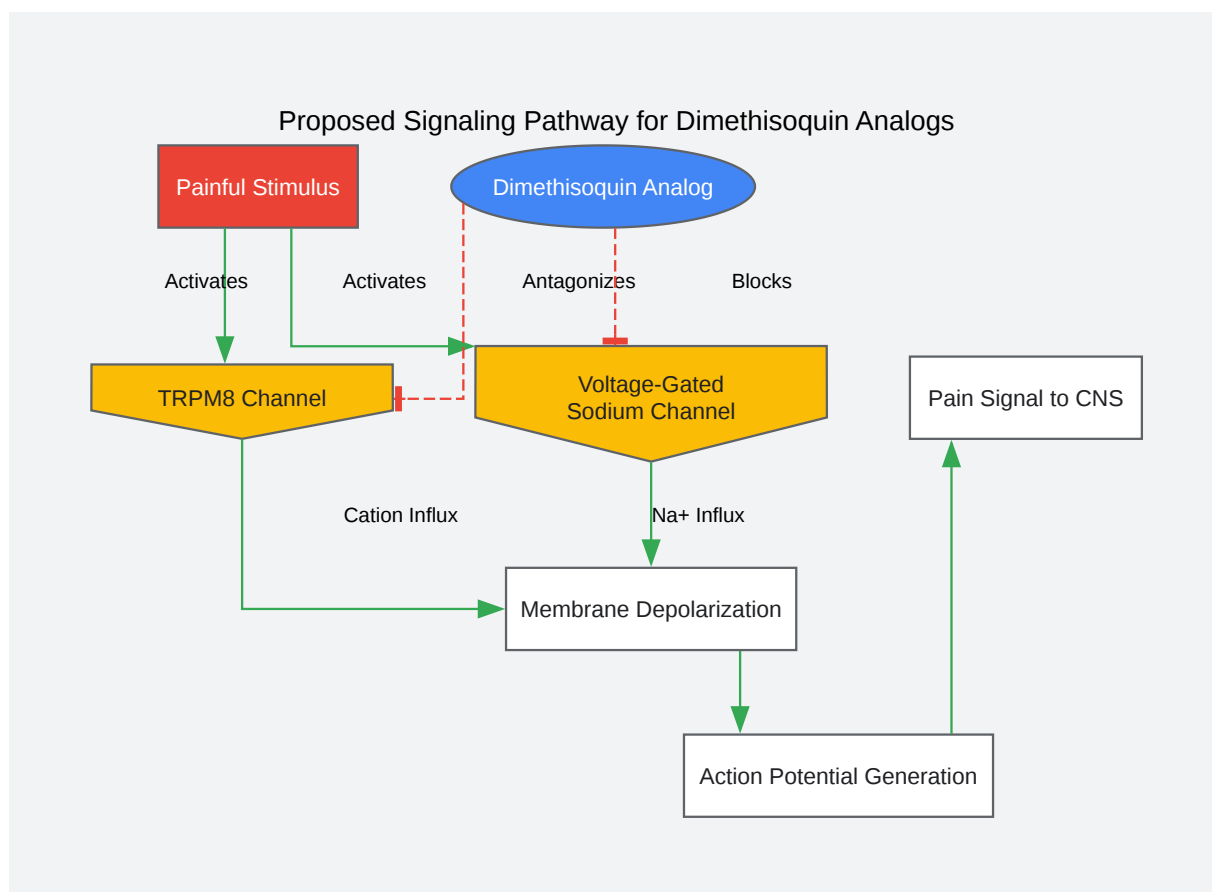 Proposed Signaling Pathway for Dimethisoquin Analogs
Painful Stimulus
Dimethisoquin Analog
Activates
Activates
Antagonizes
Blocks
TRPM8 Channel
Voltage-Gated
Sodium Channel
Pain Signal to CNS
Cation Influx
Na+ Influx
Membrane Depolarization
Action Potential Generation